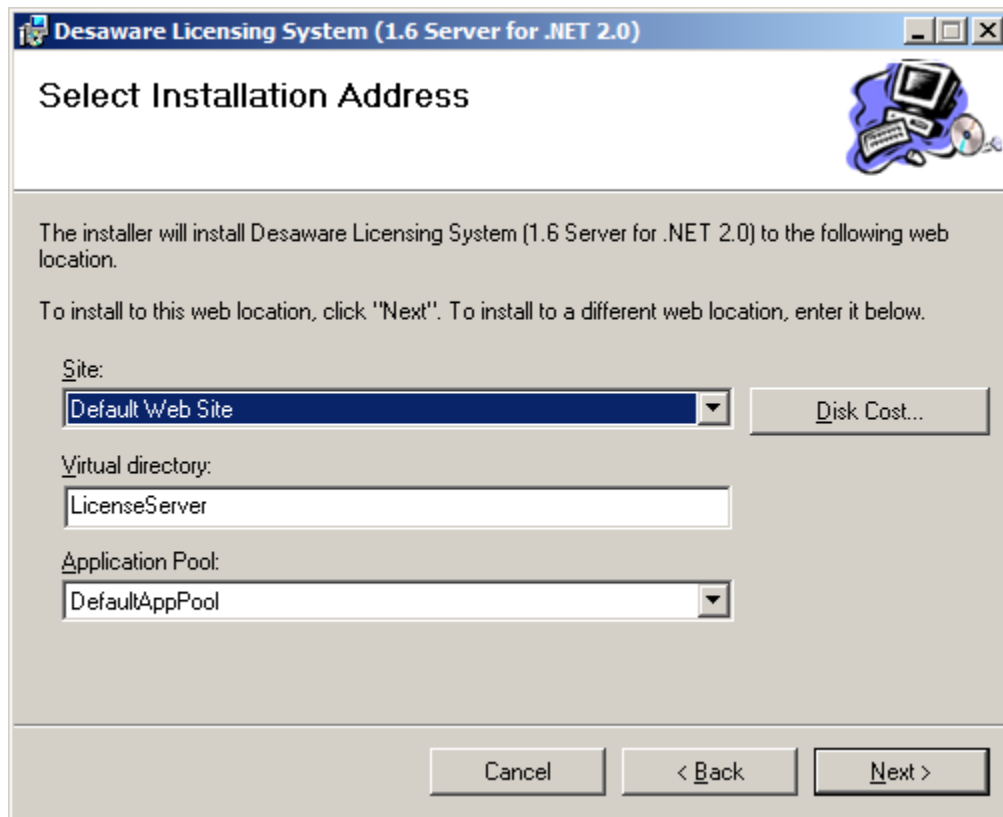 Desaware Licensing System (1.6 Server for .NET 2.0)
Select Installation Address
The installer will install Desaware Licensing System (1.6 Server for .NET 2.0) to the following web
location.
To install to this web location, click "Next". To install to a different web location, enter it below.
Site:
Default Web Site
Disk Cost...
Virtual directory:
LicenseServer
Application Pool:
DefaultAppPool
Cancel
< Back
Next >